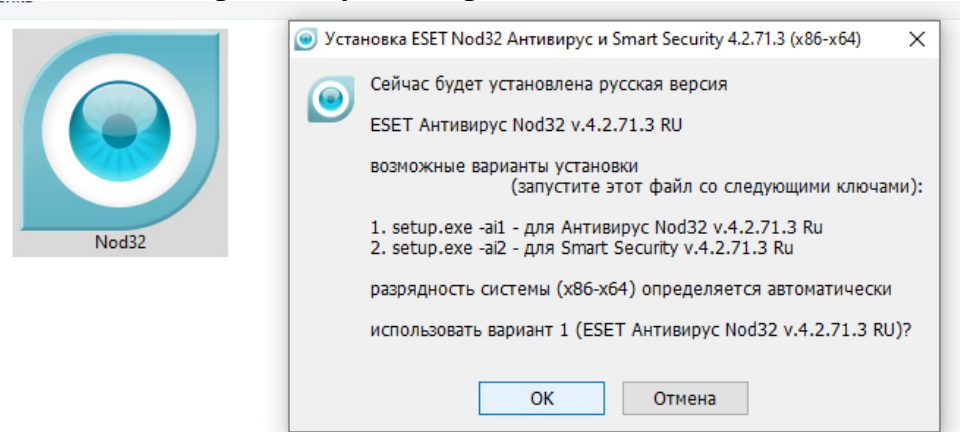 Установка ESET Nod32 Антивирус и Smart Security 4.2.71.3 (x86-x64)
Сейчас будет установлена русская версия
ESET Антивирус Nod32 v.4.2.71.3 RU
возможные варианты установки
(запустите этот файл со следующими ключами):
1. setup.exe -ai1 - для Антивирус Nod32 v.4.2.71.3 Ru
2. setup.exe -ai2 - для Smart Security v.4.2.71.3 Ru
разрядность системы (x86-x64) определяется автоматически
использовать вариант 1 (ESET Антивирус Nod32 v.4.2.71.3 RU)?
OK Отмена
Nod32